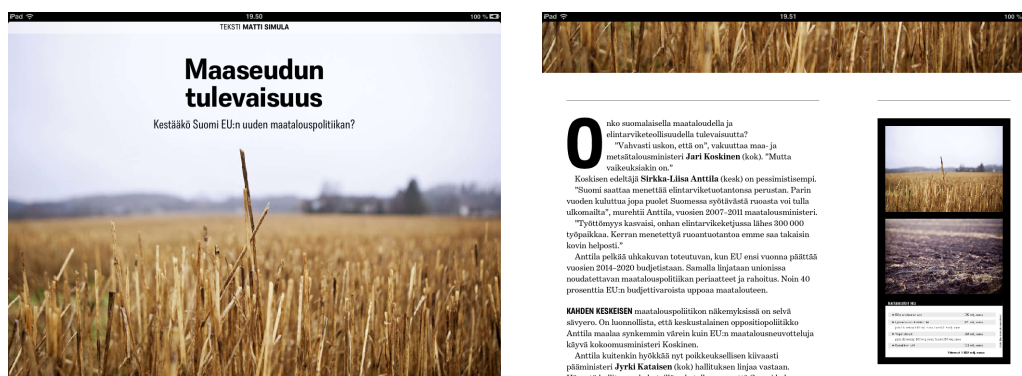 iPad
19.50
100 %
TEKSTI MATTI SIMULA
Maaseudun
tulevaisuus
Kestääkö Suomi EU:n uuden maatalouspolitiikan?
iPad
19.51
100 %
Onko suomalaisella maataloudella ja
elintarviketeollisuudella tulevaisuutta?
"Vahvasti uskon, että on", vakuuttaa maa- ja
metsätalousministeri Jari Koskinen (kok). "Mutta
vaikeuksiakin on."
Koskisen edeltäjä Sirkka-Liisa Anttila (kesk) on pessimistisempi.
"Suomi saattaa menettää elintarviketuotantonsa perustan. Parin
vuoden kuluttua jopa puolet Suomessa syötävästä ruoasta voi tulla
ulkomailta", murehtii Anttila, vuosien 2007–2011 maatalousministeri.
"Työttömyys kasvaisi, onhan elintarvikeketjussa lähes 300 000
työpaikkaa. Kerran menetettyä ruoantuotantoa emme saa takaisin
kovin helposti."
Anttila pelkää uhkakuvan toteutuvan, kun EU ensi vuonna päättää
vuosien 2014–2020 budjetistaan. Samalla linjataan unionissa
noudatettavan maatalouspolitiikan periaatteet ja rahoitus. Noin 40
prosenttia EU:n budjettivaroista uppoaa maatalouteen.
KAHDEN KESKEISEN maatalouspoliitikon näkemyksissä on selvä
sävyero. On luonnollista, että keskustalainen oppositiopoliitikko
Anttila maalaa synkemmin värein kuin EU:n maatalousneuvotteluja
käyvä kokoomusministeri Koskinen.
Anttila kuitenkin hyökkää nyt poikkeuksellisen kiivaasti
pääministeri Jyrki Kataisen (kok) hallituksen linjaa vastaan.